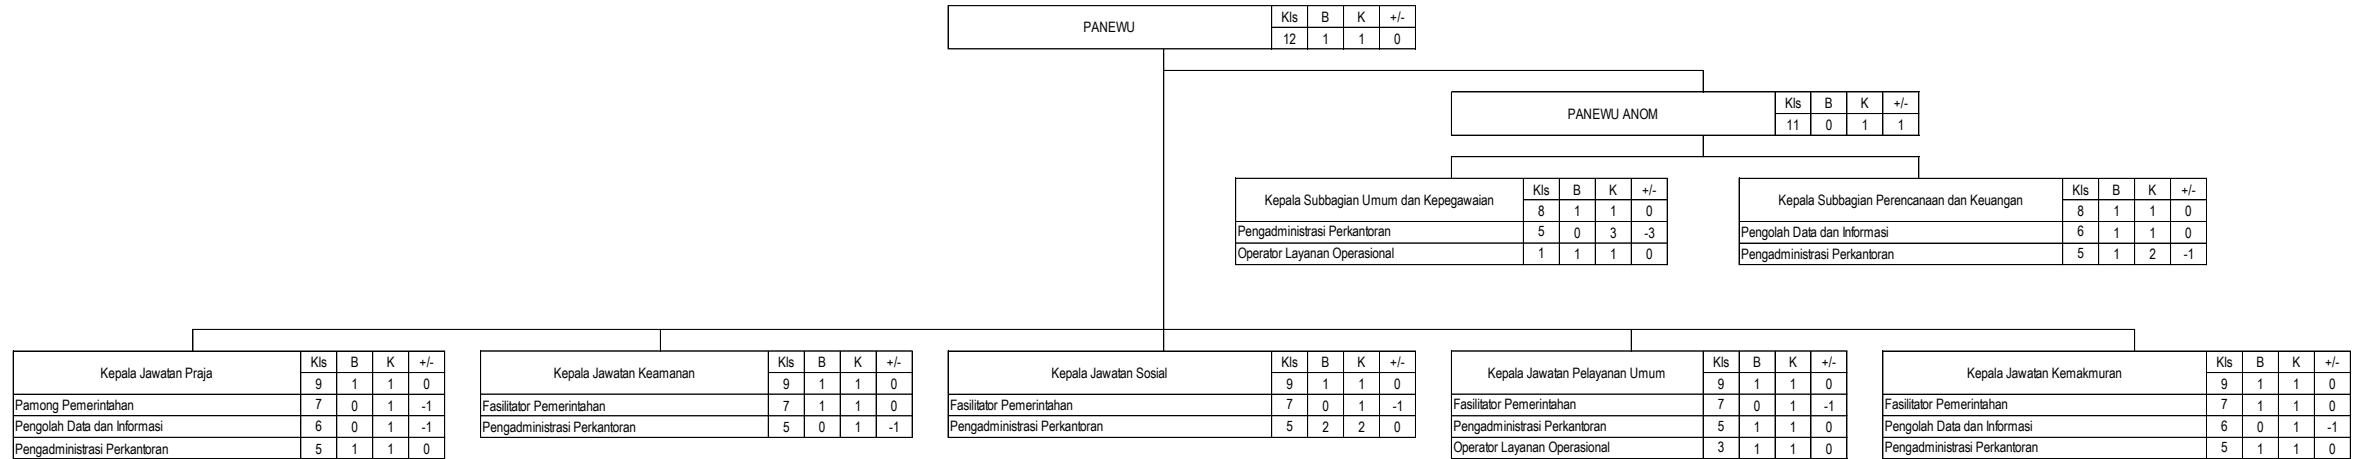 PANEWU Kls B K +/-
12 1 1 0
PANEWU ANOM Kls B K +/-
11 0 1 1
Kepala Subbagian Umum dan Kepegawaian Kls B K +/-
8 1 1 0
Pengadministrasi Perkantoran 5 0 3 -3
Operator Layanan Operasional 1 1 1 0
Kepala Subbagian Perencanaan dan Keuangan Kls B K +/-
8 1 1 0
Pengolah Data dan Informasi 6 1 1 0
Pengadministrasi Perkantoran 5 1 2 -1
Kepala Jawatan Praja Kls B K +/-
9 1 1 0
Pamong Pemerintahan 7 0 1 -1
Pengolah Data dan Informasi 6 0 1 -1
Pengadministrasi Perkantoran 5 1 1 0
Kepala Jawatan Keamanan Kls B K +/-
9 1 1 0
Fasilitator Pemerintahan 7 1 1 0
Pengadministrasi Perkantoran 5 0 1 -1
Kepala Jawatan Sosial Kls B K +/-
9 1 1 0
Fasilitator Pemerintahan 7 0 1 -1
Pengadministrasi Perkantoran 5 2 2 0
Kepala Jawatan Pelayanan Umum Kls B K +/-
9 1 1 0
Fasilitator Pemerintahan 7 0 1 -1
Pengadministrasi Perkantoran 5 1 1 0
Operator Layanan Operasional 3 1 1 0
Kepala Jawatan Kemakmuran Kls B K +/-
9 1 1 0
Fasilitator Pemerintahan 7 1 1 0
Pengolah Data dan Informasi 6 0 1 -1
Pengadministrasi Perkantoran 5 1 1 0